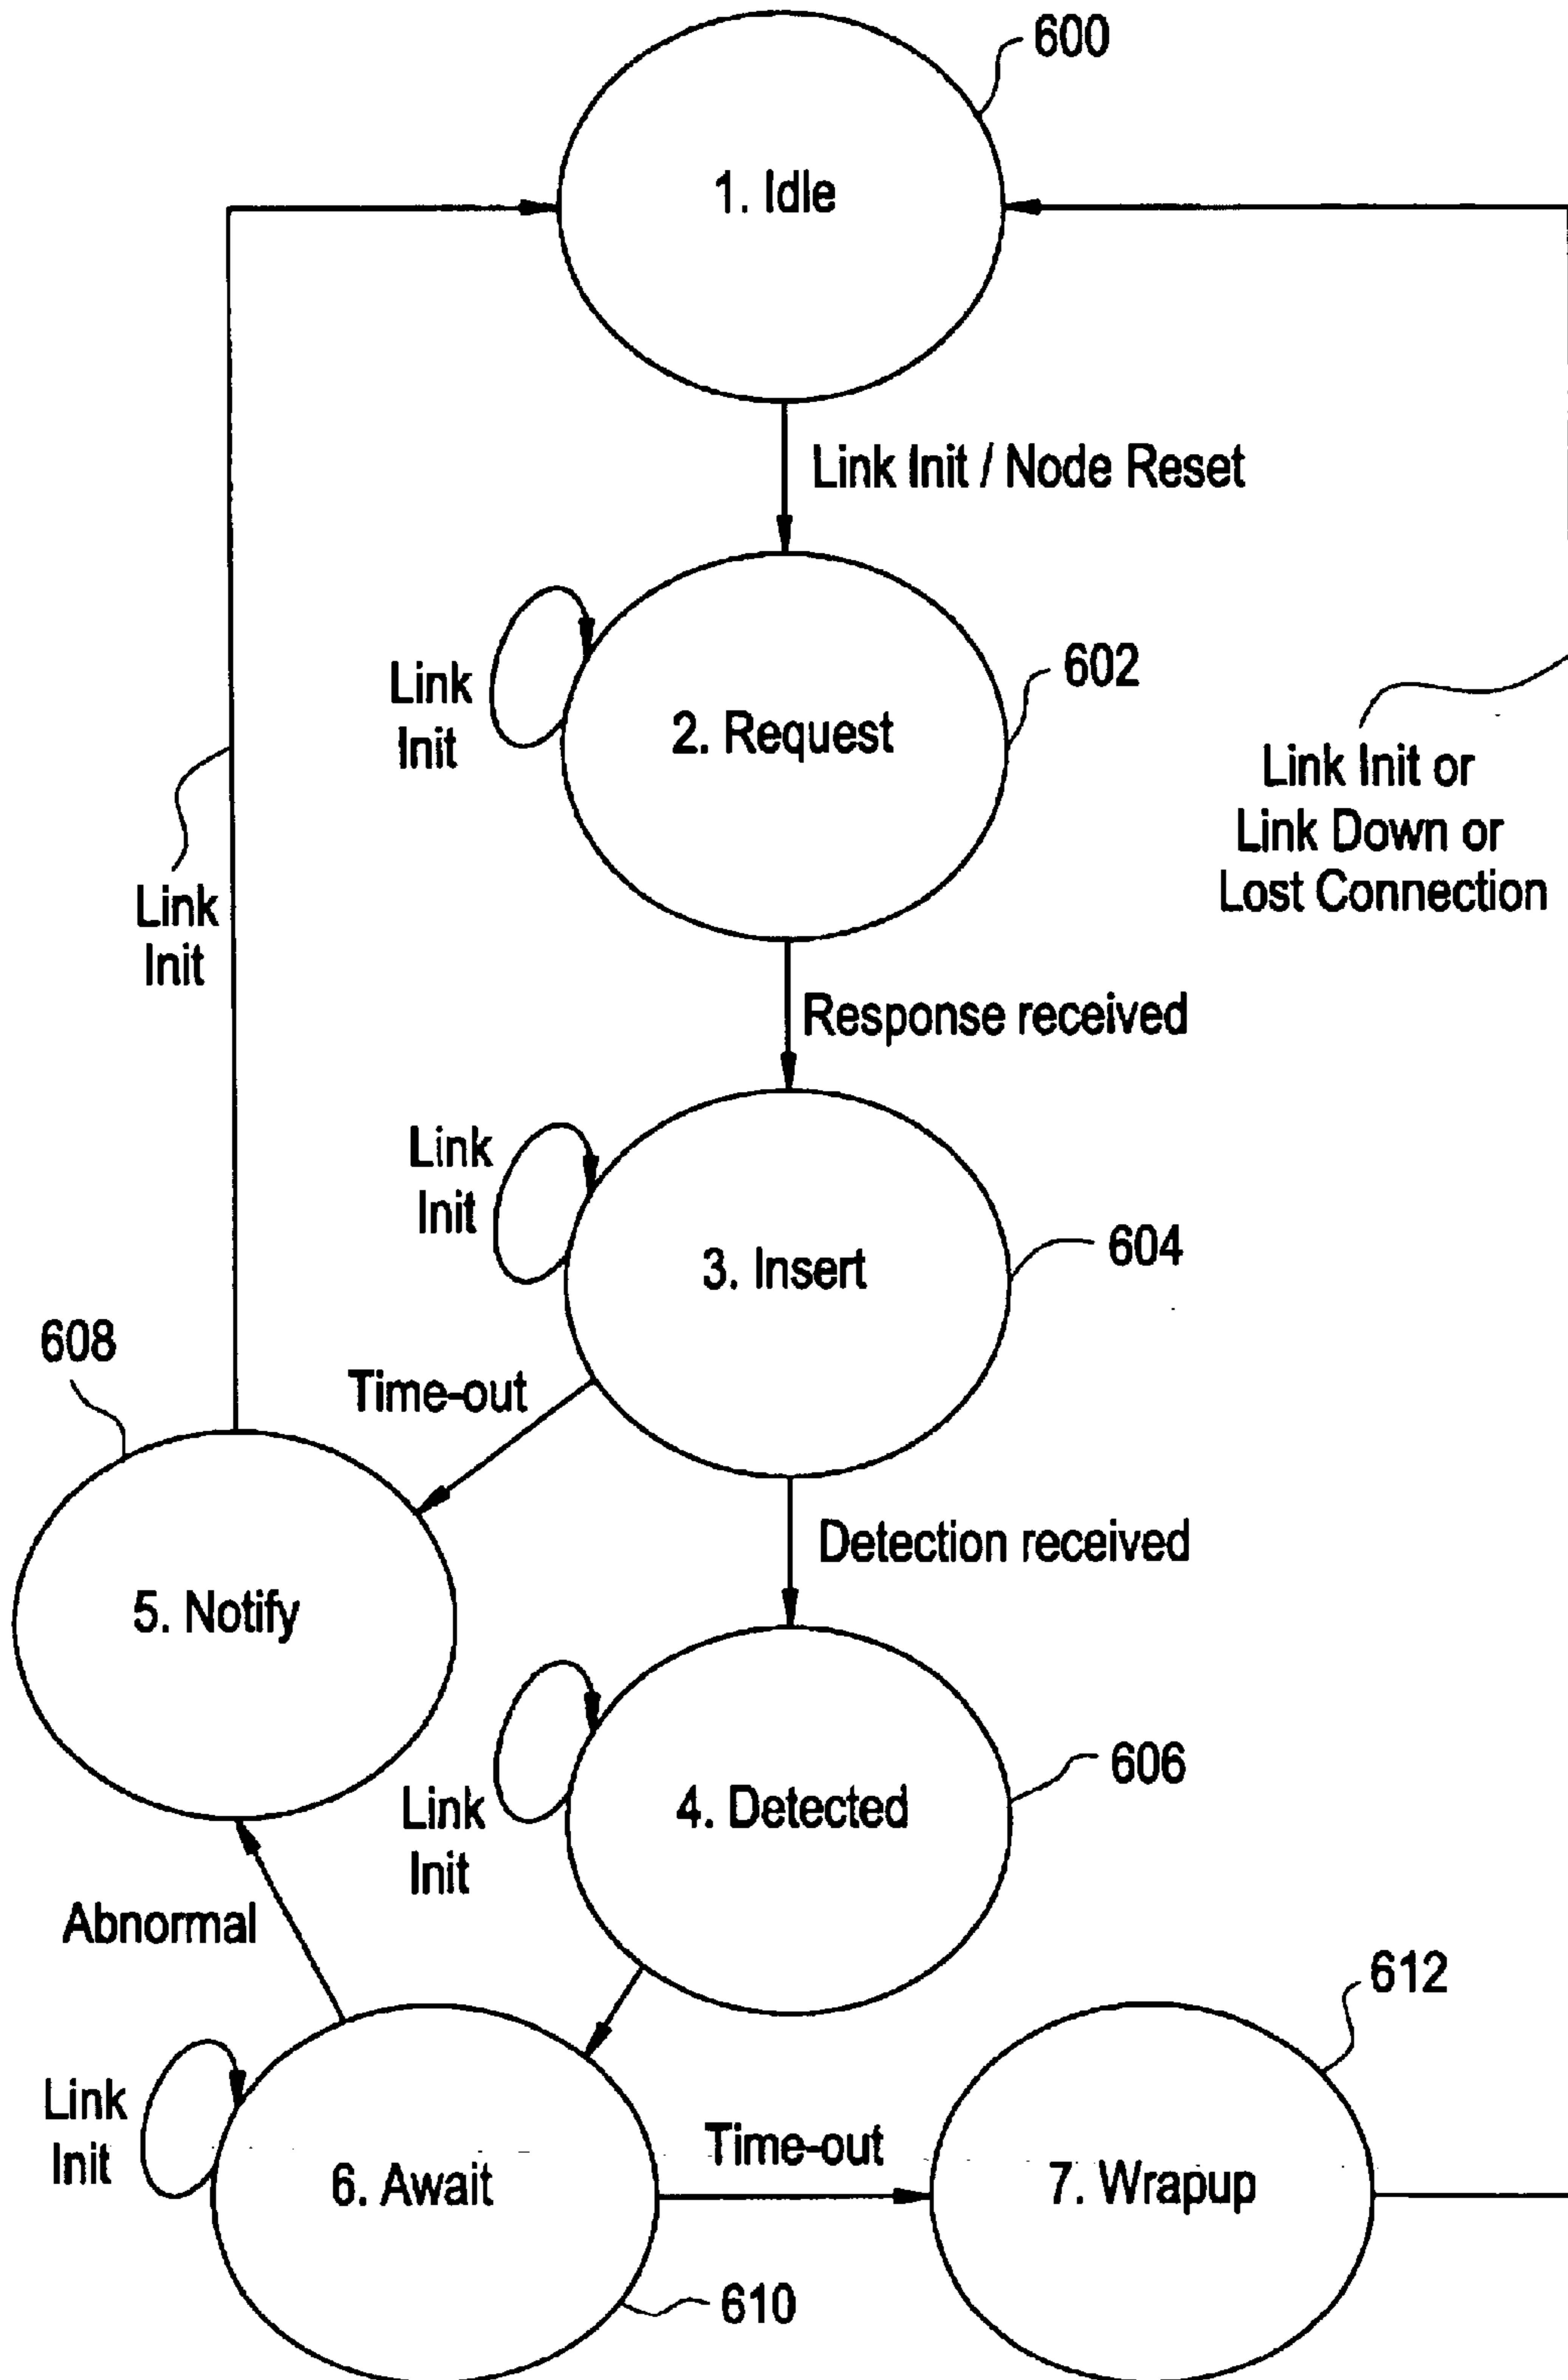 600
1. Idle
Link Init / Node Reset
602
Link
Init
2. Request
Link Init or
Link Down or
Lost Connection
Link
Init
Response received
Link
Init
604
3. Insert
608
Time-out
Detection received
5. Notify
606
4. Detected
Link
Init
Abnormal
612
Link
Init
Time-out
6. Await
7. Wrapup
610